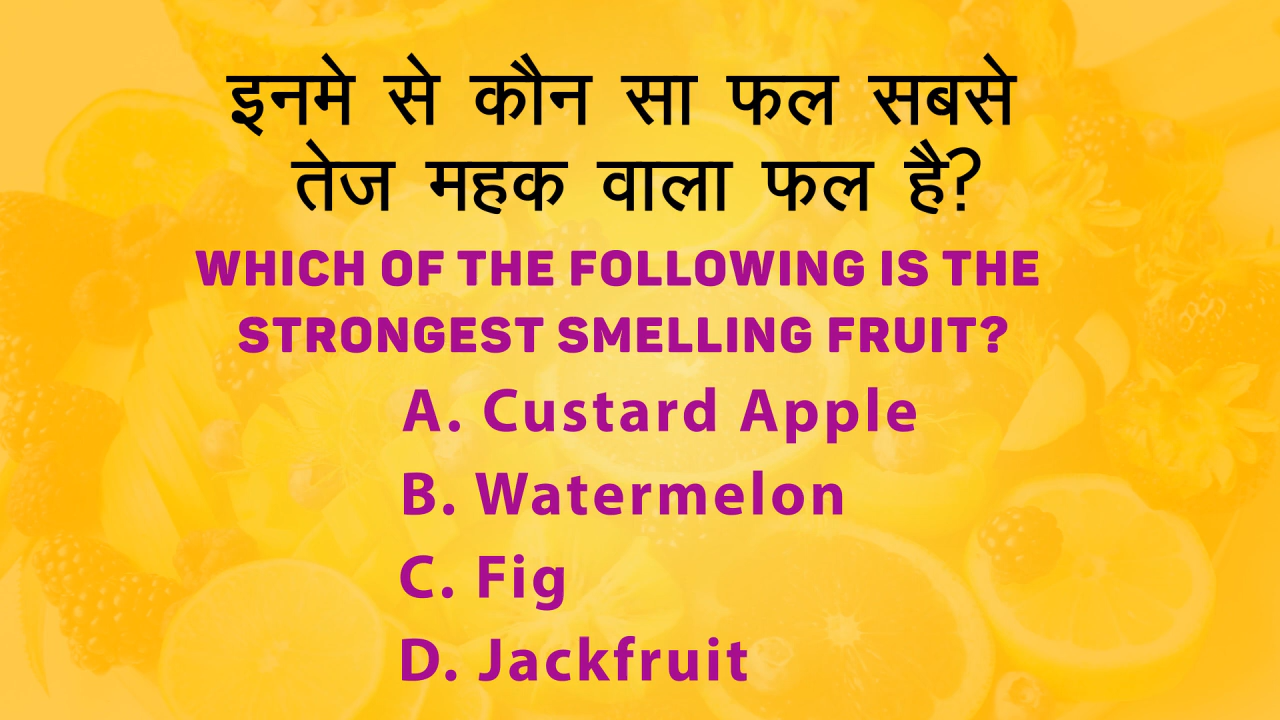 इनमे से कौन सा फल सबसे
तेज महक वाला फल है?
WHICH OF THE FOLLOWING IS THE
STRONGEST SMELLING FRUIT?
A. Custard Apple
B. Watermelon
C. Fig
D. Jackfruit